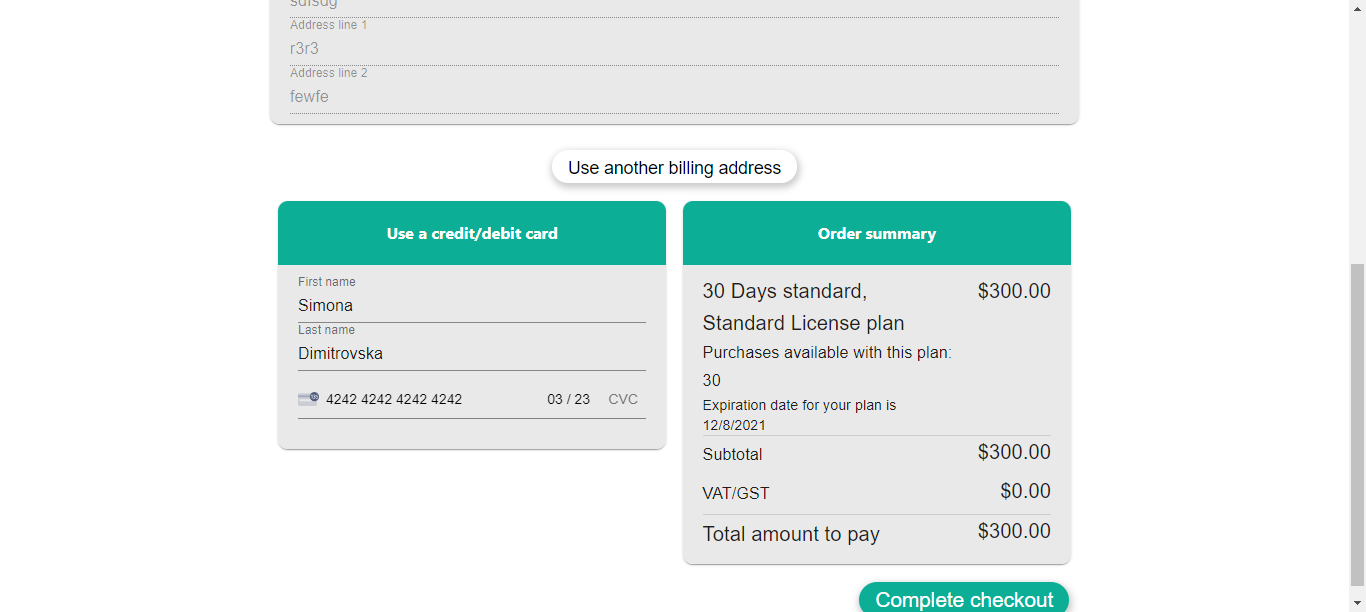 sdfsdg
Address line 1
r3r3
Address line 2
fewfe
Use another billing address
Use a credit/debit card
First name
Simona
Last name
Dimitrovska
4242 4242 4242 4242 03 / 23 CVC
Order summary
30 Days standard, $300.00
Standard License plan
Purchases available with this plan:
30
Expiration date for your plan is
12/8/2021
Subtotal $300.00
VAT/GST $0.00
Total amount to pay $300.00
Complete checkout